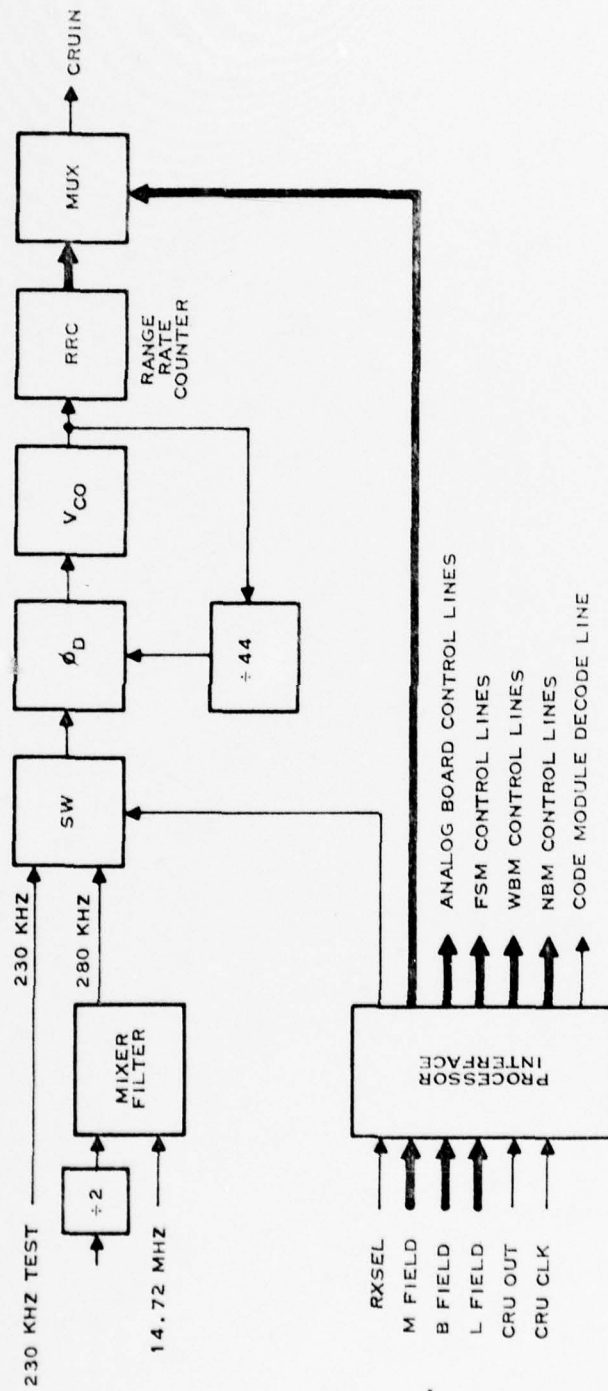 230 KHZ TEST
÷2
14.72 MHZ
MIXER
FILTER
230 KHZ
280 KHZ
SW
ϕD
÷44
VCO
RRC
RANGE
RATE
COUNTER
MUX
CRUIN
RXSEL
M FIELD
B FIELD
L FIELD
CRU OUT
CRU CLK
PROCESSOR
INTERFACE
ANALOG BOARD CONTROL LINES
FSM CONTROL LINES
WBM CONTROL LINES
NBM CONTROL LINES
CODE MODULE DECODE LINE